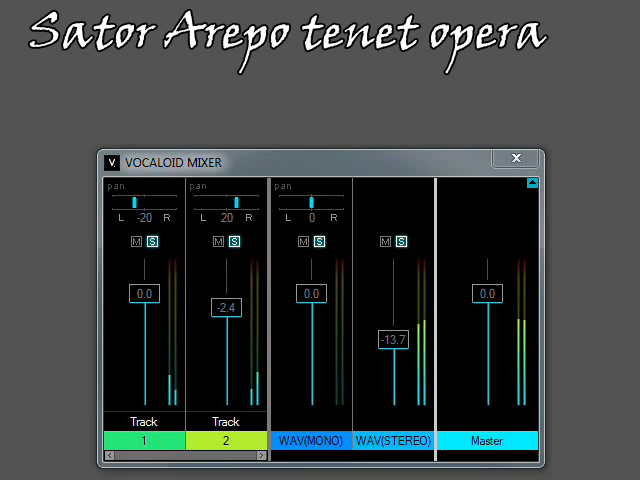 Sator Arepo tenet opera
VOCALOID MIXER
pan pan pan
L -20 R L 20 R L 0 R
M S M S M S M S
0.0 -2.4 0.0 -13.7 0.0
Track Track
1 2 WAV(MONO) WAV(STEREO) Master